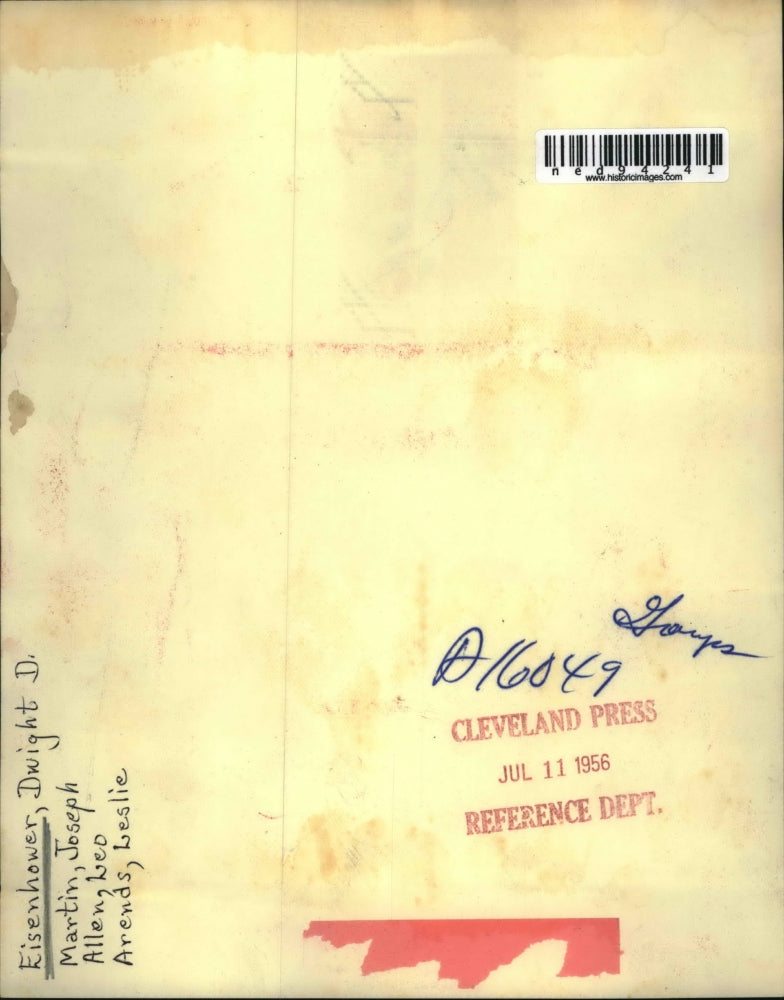 ned94241
www.historicimages.com
D16049
CLEVELAND PRESS
JUL 11 1956
REFERENCE DEPT.
Eisenhower, Dwight D.
Martin, Joseph
Allen, Leo
Arends, Leslie